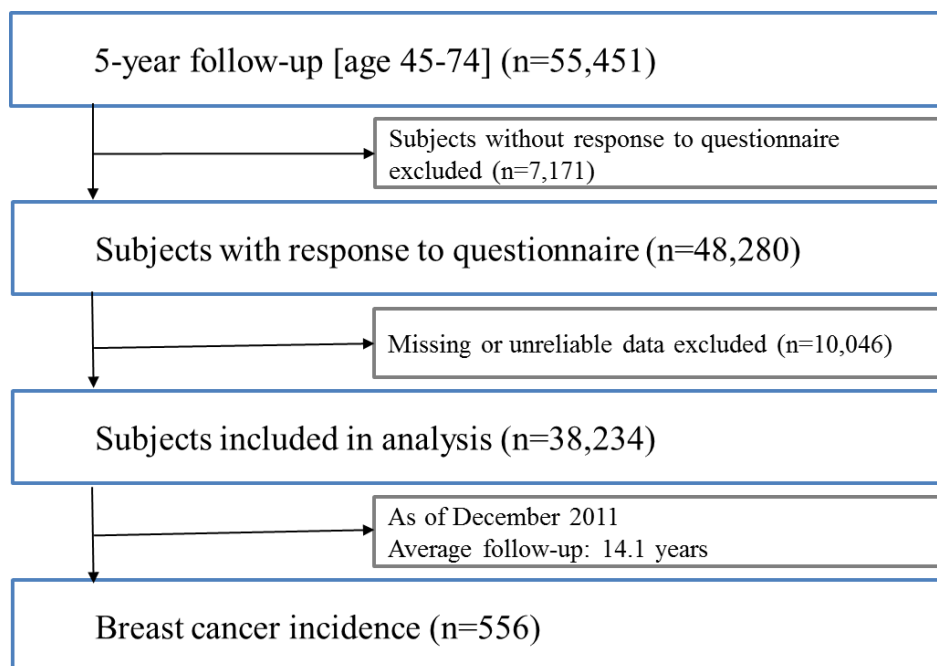 5-year follow-up [age 45-74] (n=55,451)
Subjects without response to questionnaire
excluded (n=7,171)
Subjects with response to questionnaire (n=48,280)
Missing or unreliable data excluded (n=10,046)
Subjects included in analysis (n=38,234)
As of December 2011
Average follow-up: 14.1 years
Breast cancer incidence (n=556)